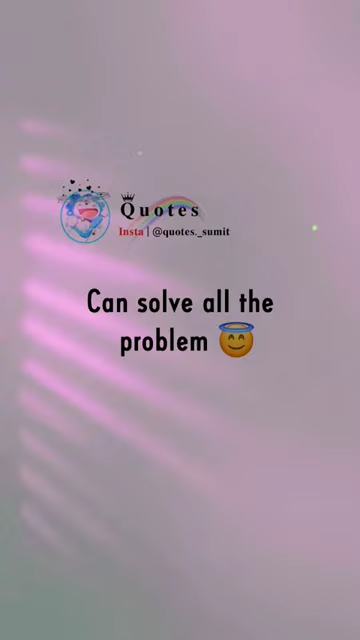 Quotes
Insta | @quotes._sumit
Can solve all the
problem 😇